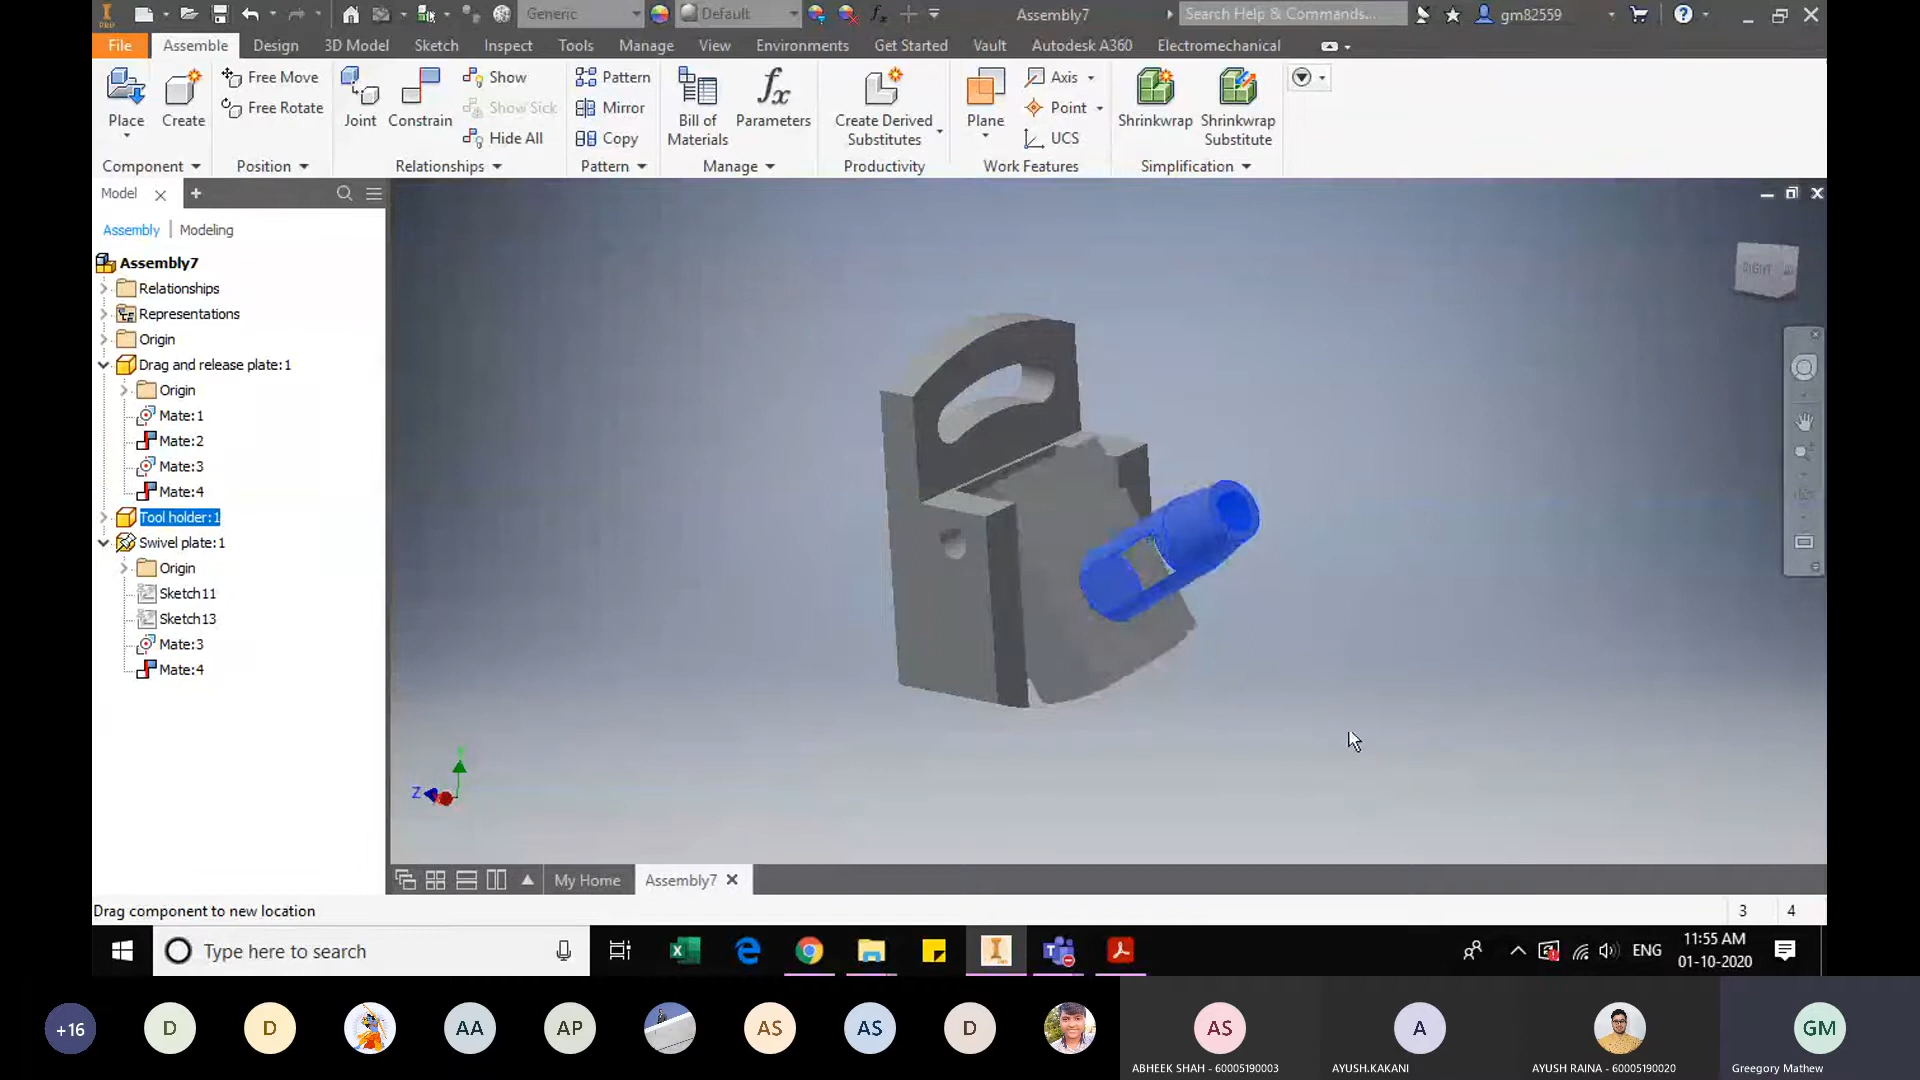 Generic
Default
Assembly7
Search Help & Commands...
gm82559
File
Assemble
Design
3D Model
Sketch
Inspect
Tools
Manage
View
Environments
Get Started
Vault
Autodesk A360
Electromechanical
Place
Create
Free Move
Free Rotate
Joint
Constrain
Show
Show Sick
Hide All
Pattern
Mirror
Copy
Bill of
Materials
Parameters
Create Derived
Substitutes
Plane
Axis
Point
UCS
Shrinkwrap
Shrinkwrap
Substitute
Component
Position
Relationships
Pattern
Manage
Productivity
Work Features
Simplification
Model
Assembly
Modeling
Assembly7
Relationships
Representations
Origin
Drag and release plate:1
Origin
Mate:1
Mate:2
Mate:3
Mate:4
Tool holder:1
Swivel plate:1
Origin
Sketch11
Sketch13
Mate:3
Mate:4
RIGHT
Z
My Home
Assembly7
Drag component to new location
3
4
Type here to search
ENG
11:55 AM
01-10-2020
+16
D
D
AA
AP
AS
AS
D
AS
A
GM
ABHEEK SHAH - 60005190003
AYUSH.KAKANI
AYUSH RAINA - 60005190020
Greegory Mathew